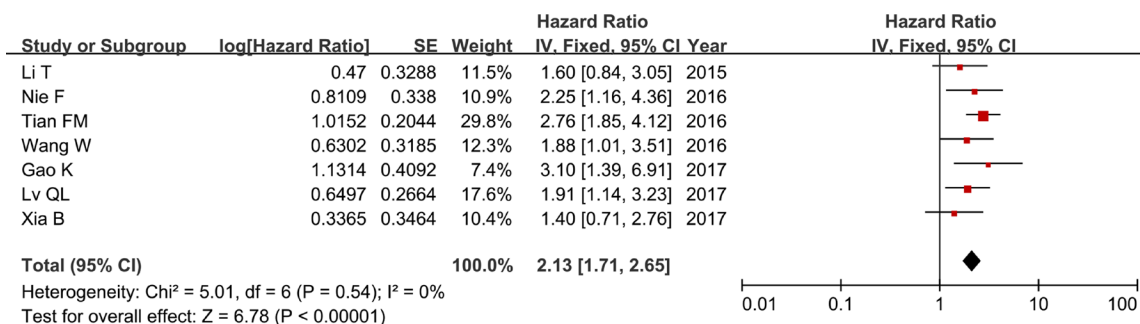 Hazard Ratio Hazard Ratio
Study or Subgroup log[Hazard Ratio] SE Weight IV, Fixed, 95% CI Year IV, Fixed, 95% CI
Li T 0.47 0.3288 11.5% 1.60 [0.84, 3.05] 2015
Nie F 0.8109 0.338 10.9% 2.25 [1.16, 4.36] 2016
Tian FM 1.0152 0.2044 29.8% 2.76 [1.85, 4.12] 2016
Wang W 0.6302 0.3185 12.3% 1.88 [1.01, 3.51] 2016
Gao K 1.1314 0.4092 7.4% 3.10 [1.39, 6.91] 2017
Lv QL 0.6497 0.2664 17.6% 1.91 [1.14, 3.23] 2017
Xia B 0.3365 0.3464 10.4% 1.40 [0.71, 2.76] 2017
Total (95% CI) 100.0% 2.13 [1.71, 2.65]
Heterogeneity: Chi² = 5.01, df = 6 (P = 0.54); I² = 0%
Test for overall effect: Z = 6.78 (P < 0.00001)
0.01 0.1 1 10 100